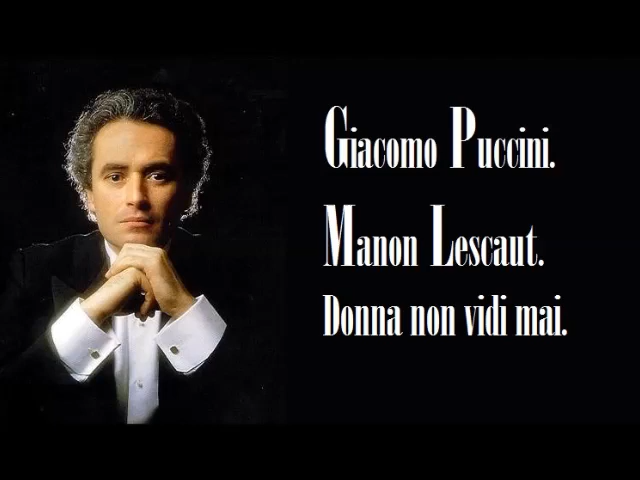 Giacomo Puccini.
Manon Lescaut.
Donna non vidi mai.